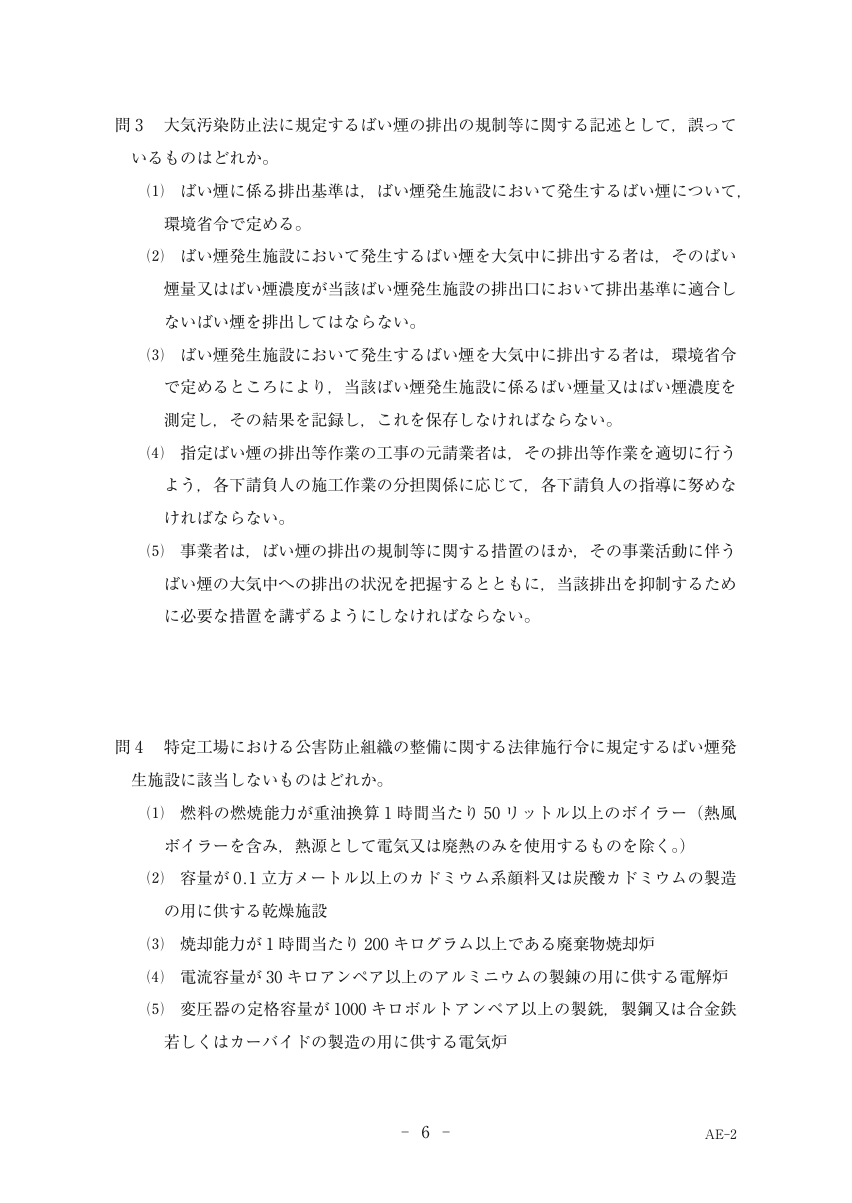 問3　大気汚染防止法に規定するばい煙の排出の規制等に関する記述として，誤って
いるものはどれか。
⑴　ばい煙に係る排出基準は，ばい煙発生施設において発生するばい煙について，
環境省令で定める。
⑵　ばい煙発生施設において発生するばい煙を大気中に排出する者は，そのばい
煙量又はばい煙濃度が当該ばい煙発生施設の排出口において排出基準に適合し
ないばい煙を排出してはならない。
⑶　ばい煙発生施設において発生するばい煙を大気中に排出する者は，環境省令
で定めるところにより，当該ばい煙発生施設に係るばい煙量又はばい煙濃度を
測定し，その結果を記録し，これを保存しなければならない。
⑷　指定ばい煙の排出等作業の工事の元請業者は，その排出等作業を適切に行う
よう，各下請負人の施工作業の分担関係に応じて，各下請負人の指導に努めな
ければならない。
⑸　事業者は，ばい煙の排出の規制等に関する措置のほか，その事業活動に伴う
ばい煙の大気中への排出の状況を把握するとともに，当該排出を抑制するため
に必要な措置を講ずるようにしなければならない。
問4　特定工場における公害防止組織の整備に関する法律施行令に規定するばい煙発
生施設に該当しないものはどれか。
⑴　燃料の燃焼能力が重油換算1時間当たり50リットル以上のボイラー（熱風
ボイラーを含み，熱源として電気又は廃熱のみを使用するものを除く。）
⑵　容量が0.1立方メートル以上のカドミウム系顔料又は炭酸カドミウムの製造
の用に供する乾燥施設
⑶　焼却能力が1時間当たり200キログラム以上である廃棄物焼却炉
⑷　電流容量が30キロアンペア以上のアルミニウムの製錬の用に供する電解炉
⑸　変圧器の定格容量が1000キロボルトアンペア以上の製銑，製鋼又は合金鉄
若しくはカーバイドの製造の用に供する電気炉
- 6 -
AE-2